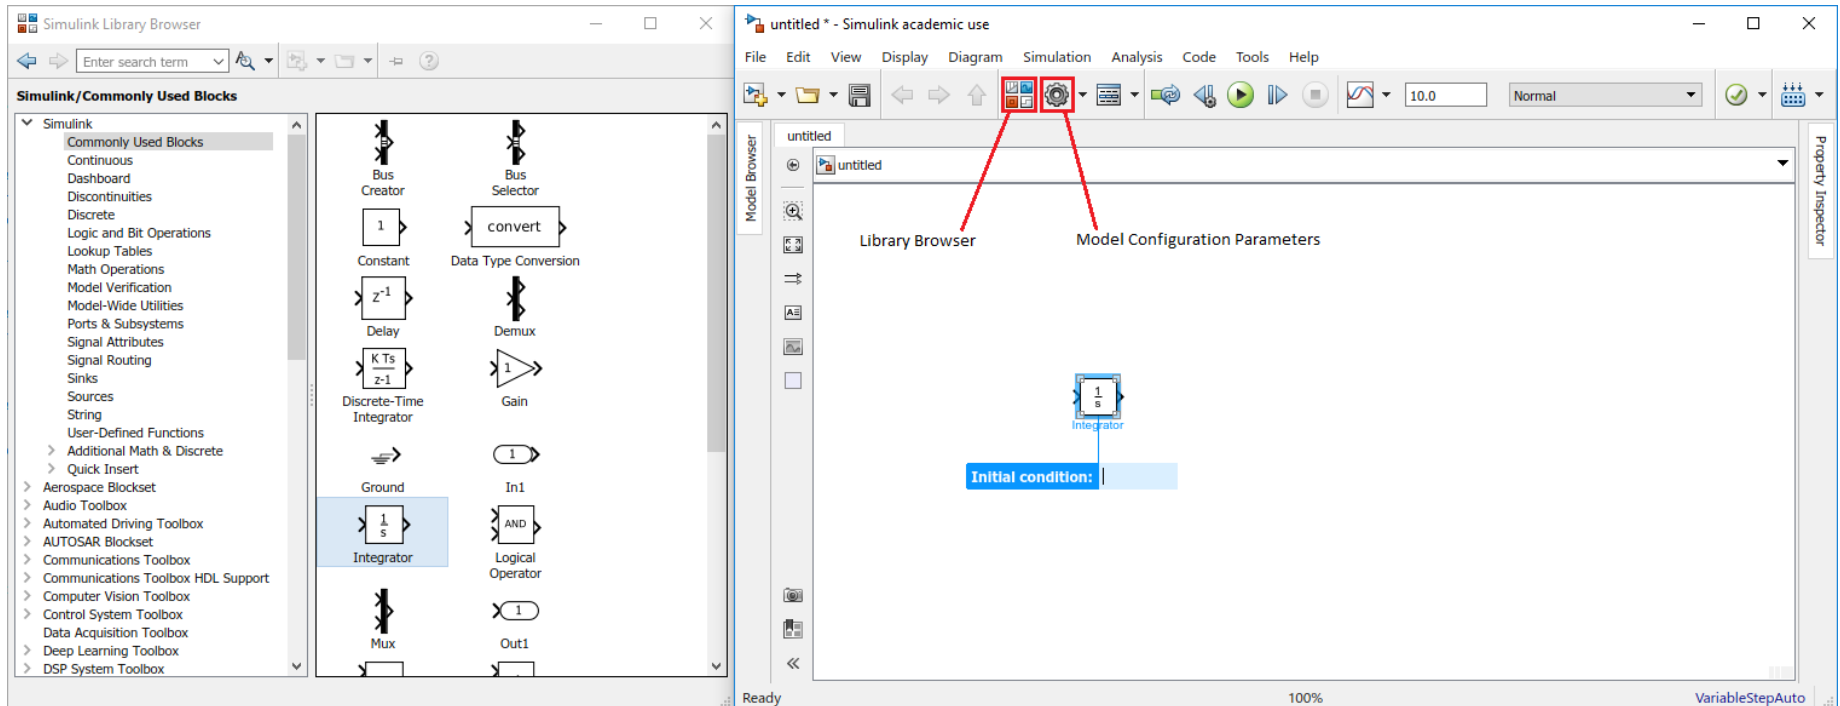 Simulink Library Browser
Enter search term
Simulink/Commonly Used Blocks
Simulink
Commonly Used Blocks
Continuous
Dashboard
Discontinuities
Discrete
Logic and Bit Operations
Lookup Tables
Math Operations
Model Verification
Model-Wide Utilities
Ports & Subsystems
Signal Attributes
Signal Routing
Sinks
Sources
String
User-Defined Functions
Additional Math & Discrete
Quick Insert
Aerospace Blockset
Audio Toolbox
Automated Driving Toolbox
AUTOSAR Blockset
Communications Toolbox
Communications Toolbox HDL Support
Computer Vision Toolbox
Control System Toolbox
Data Acquisition Toolbox
Deep Learning Toolbox
DSP System Toolbox
Bus Creator
Bus Selector
1
Constant
convert
Data Type Conversion
z-1
Delay
Demux
K Ts
z-1
Discrete-Time Integrator
1
Gain
Ground
1
In1
1
s
Integrator
AND
Logical Operator
Mux
1
Out1
untitled * - Simulink academic use
File Edit View Display Diagram Simulation Analysis Code Tools Help
10.0
Normal
Model Browser
untitled
untitled
Property Inspector
Library Browser
Model Configuration Parameters
1
s
Integrator
Initial condition:
Ready
100%
VariableStepAuto